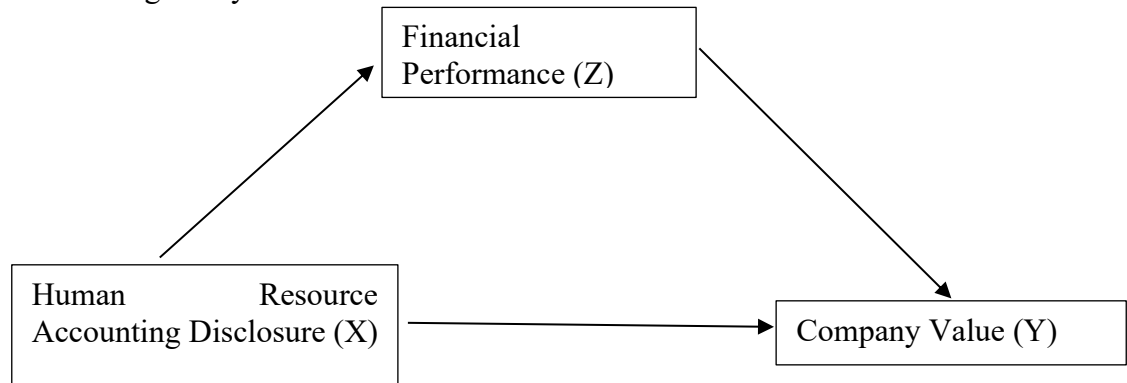 Financial
Performance (Z)
Human Resource
Accounting Disclosure (X)
Company Value (Y)